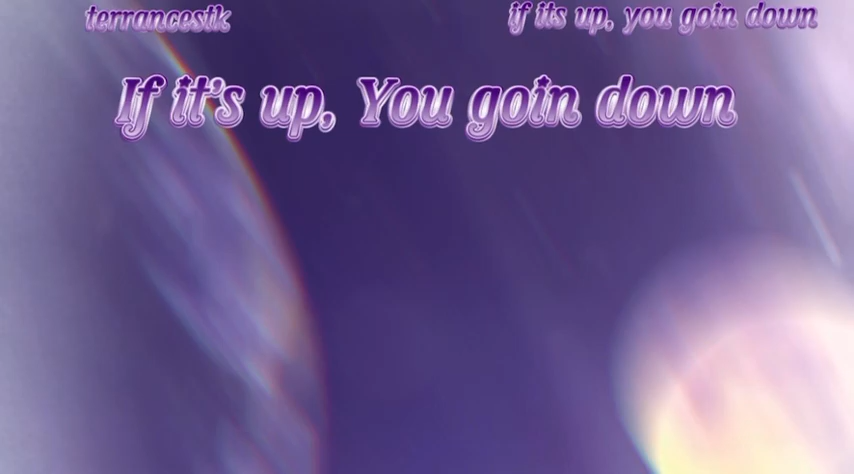 terrancestk
if its up, you goin down
If it's up, You goin down